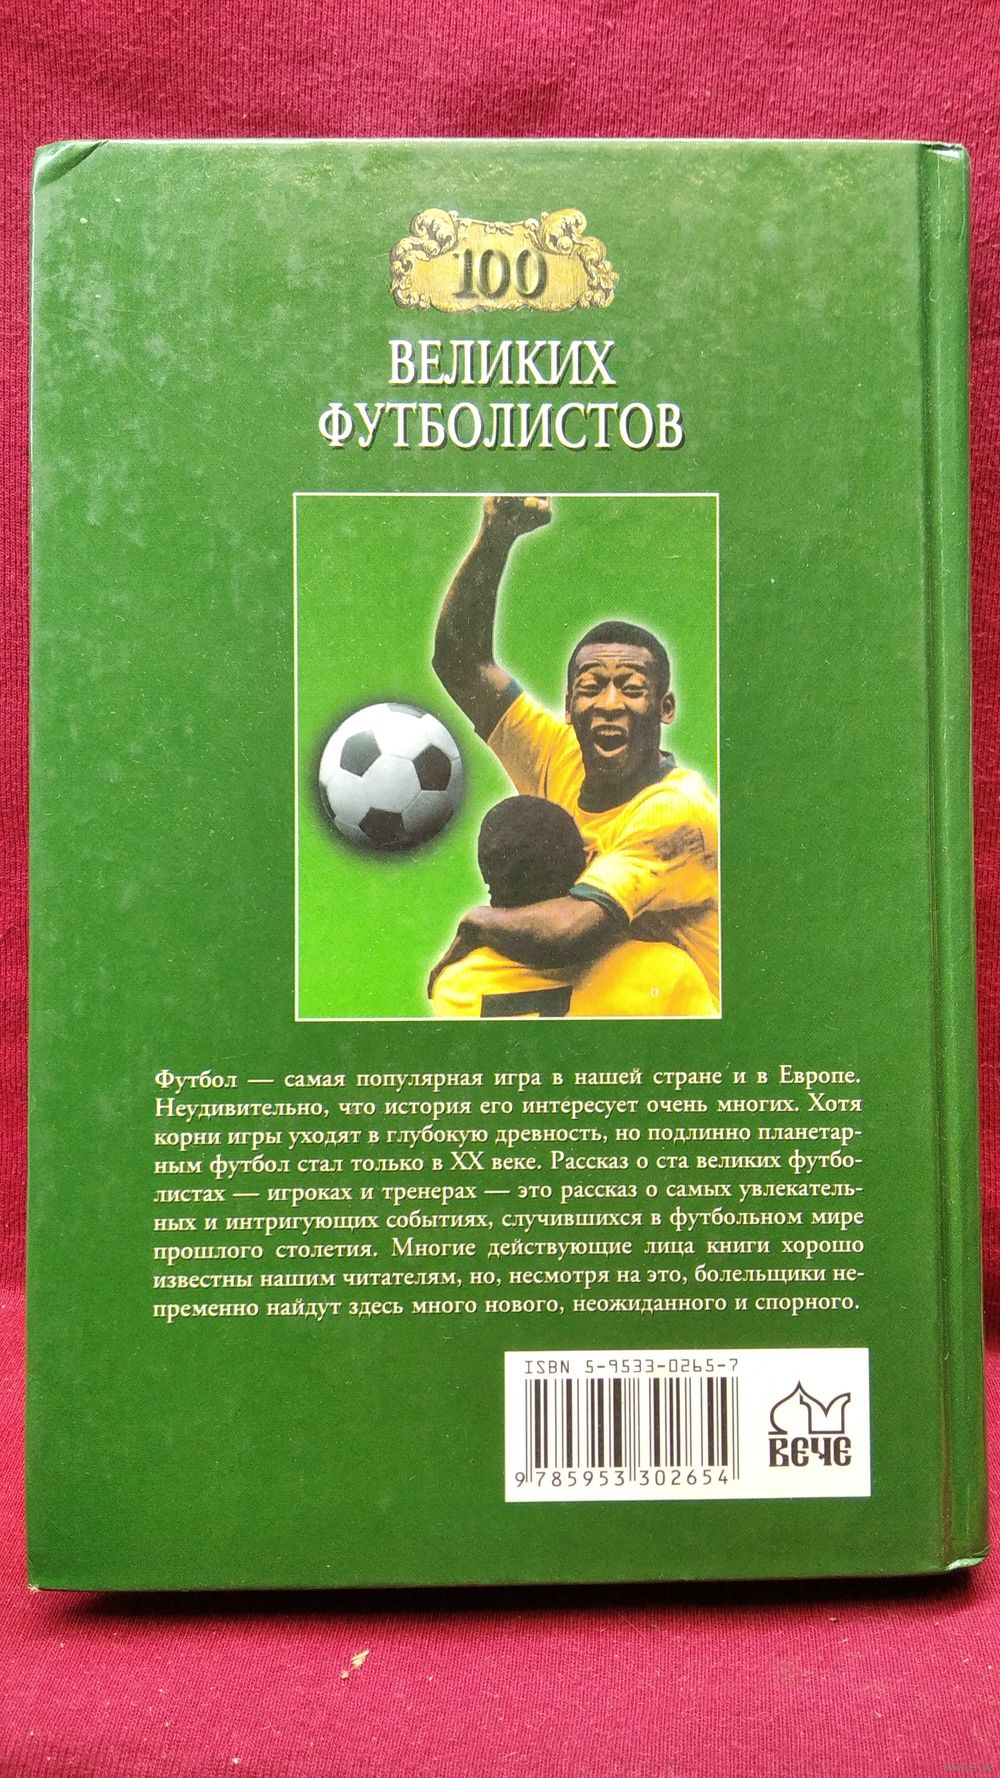 100
ВЕЛИКИХ
ФУТБОЛИСТОВ
Футбол — самая популярная игра в нашей стране и в Европе.
Неудивительно, что история его интересует очень многих. Хотя
корни игры уходят в глубокую древность, но подлинно планетар-
ным футбол стал только в XX веке. Рассказ о ста великих футбо-
листах — игроках и тренерах — это рассказ о самых увлекатель-
ных и интригующих событиях, случившихся в футбольном мире
прошлого столетия. Многие действующие лица книги хорошо
известны нашим читателям, но, несмотря на это, болельщики не-
пременно найдут здесь много нового, неожиданного и спорного.
ISBN 5-9533-0265-7
9 785953 302654
ВЕЧЕ